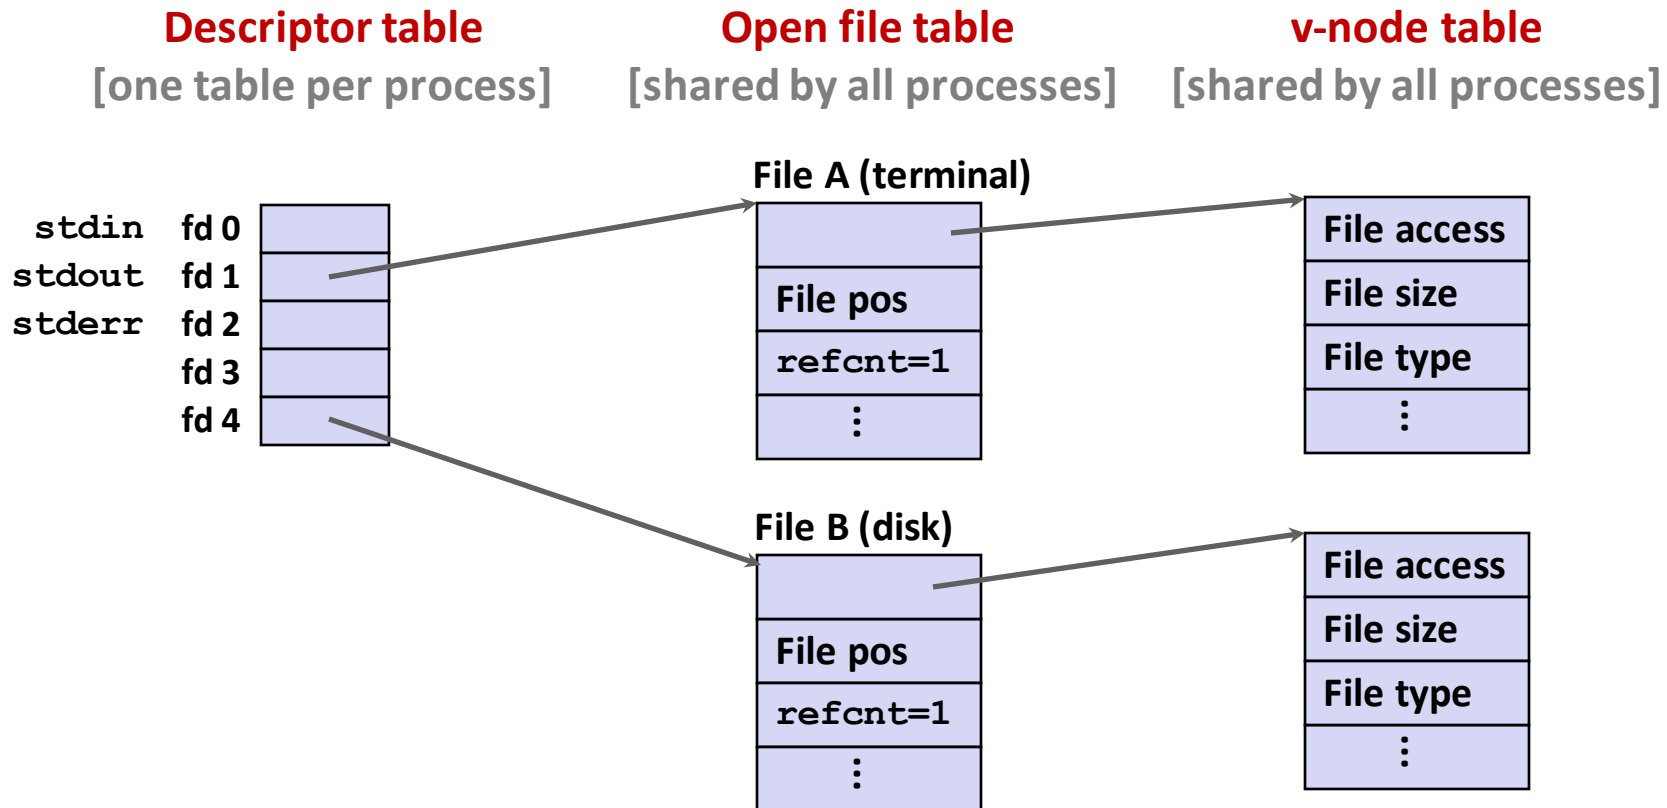 Descriptor table
[one table per process]
Open file table
[shared by all processes]
v-node table
[shared by all processes]
stdin fd 0
stdout fd 1
stderr fd 2
fd 3
fd 4
File A (terminal)
File pos
refcnt=1
⋮
File access
File size
File type
⋮
File B (disk)
File pos
refcnt=1
⋮
File access
File size
File type
⋮